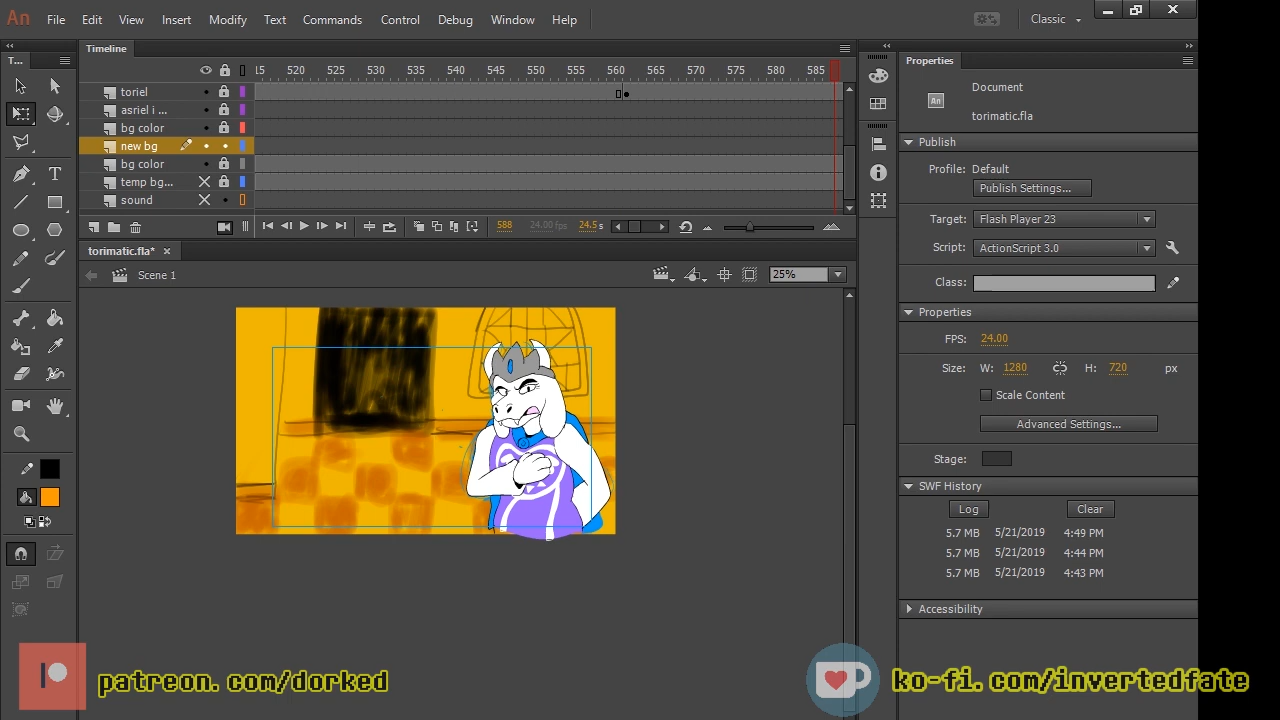 An File Edit View Insert Modify Text Commands Control Debug Window Help Classic
T... Timeline Properties
515 520 525 530 535 540 545 550 555 560 565 570 575 580 585
toriel
asriel i ...
bg color
new bg
bg color
temp bg...
sound
588 24.00 fps 24.5 s
torimatic.fla*
Scene 1 25%
Document
An torimatic.fla
Publish
Profile: Default
Publish Settings...
Target: Flash Player 23
Script: ActionScript 3.0
Class:
Properties
FPS: 24.00
Size: W: 1280 H: 720 px
Scale Content
Advanced Settings...
Stage:
SWF History
Log Clear
5.7 MB 5/21/2019 4:49 PM
5.7 MB 5/21/2019 4:44 PM
5.7 MB 5/21/2019 4:43 PM
Accessibility
patreon.com/dorked
ko-fi.com/invertedfate